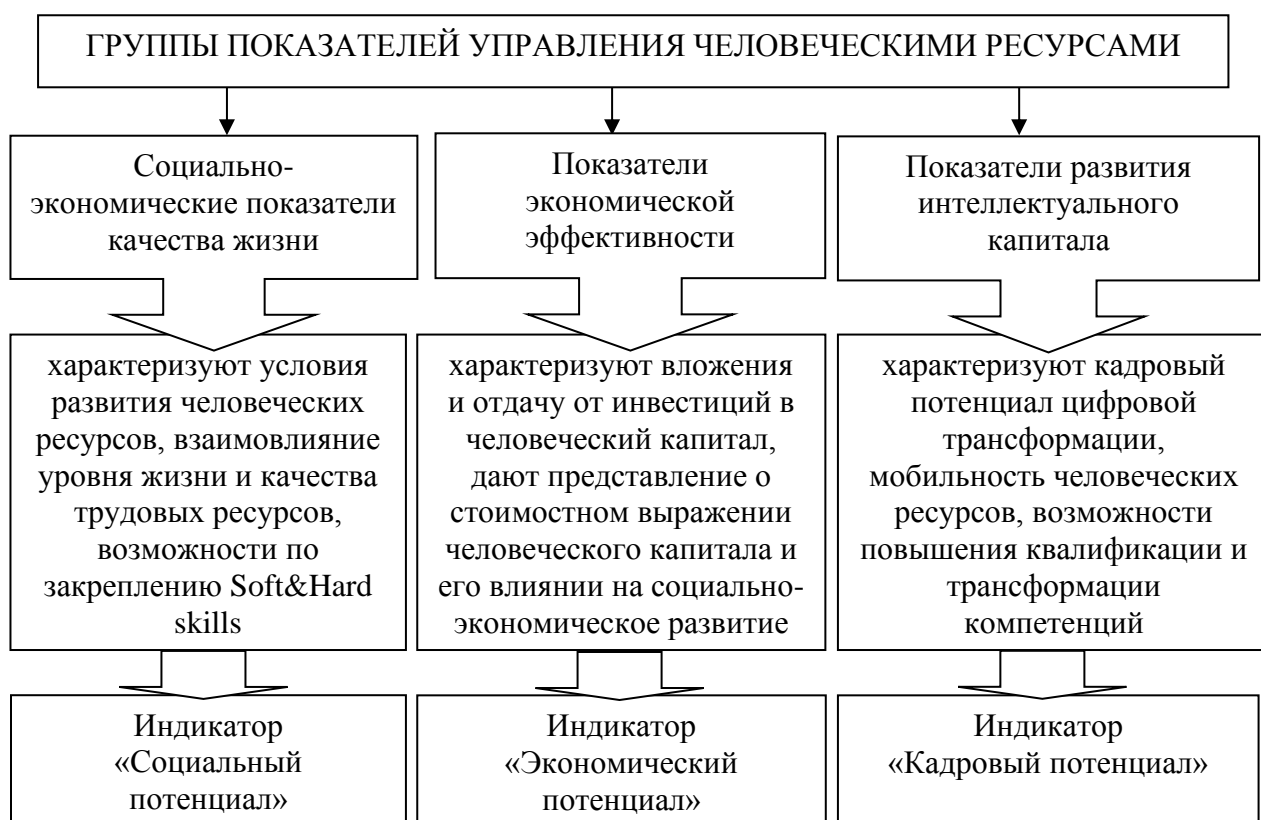 ГРУППЫ ПОКАЗАТЕЛЕЙ УПРАВЛЕНИЯ ЧЕЛОВЕЧЕСКИМИ РЕСУРСАМИ
Социально-
экономические показатели
качества жизни
Показатели
экономической
эффективности
Показатели развития
интеллектуального
капитала
характеризуют условия
развития человеческих
ресурсов, взаимовлияние
уровня жизни и качества
трудовых ресурсов,
возможности по
закреплению Soft&Hard
skills
характеризуют вложения
и отдачу от инвестиций в
человеческий капитал,
дают представление о
стоимостном выражении
человеческого капитала и
его влиянии на социально-
экономическое развитие
характеризуют кадровый
потенциал цифровой
трансформации,
мобильность человеческих
ресурсов, возможности
повышения квалификации и
трансформации
компетенций
Индикатор
«Социальный
потенциал»
Индикатор
«Экономический
потенциал»
Индикатор
«Кадровый потенциал»